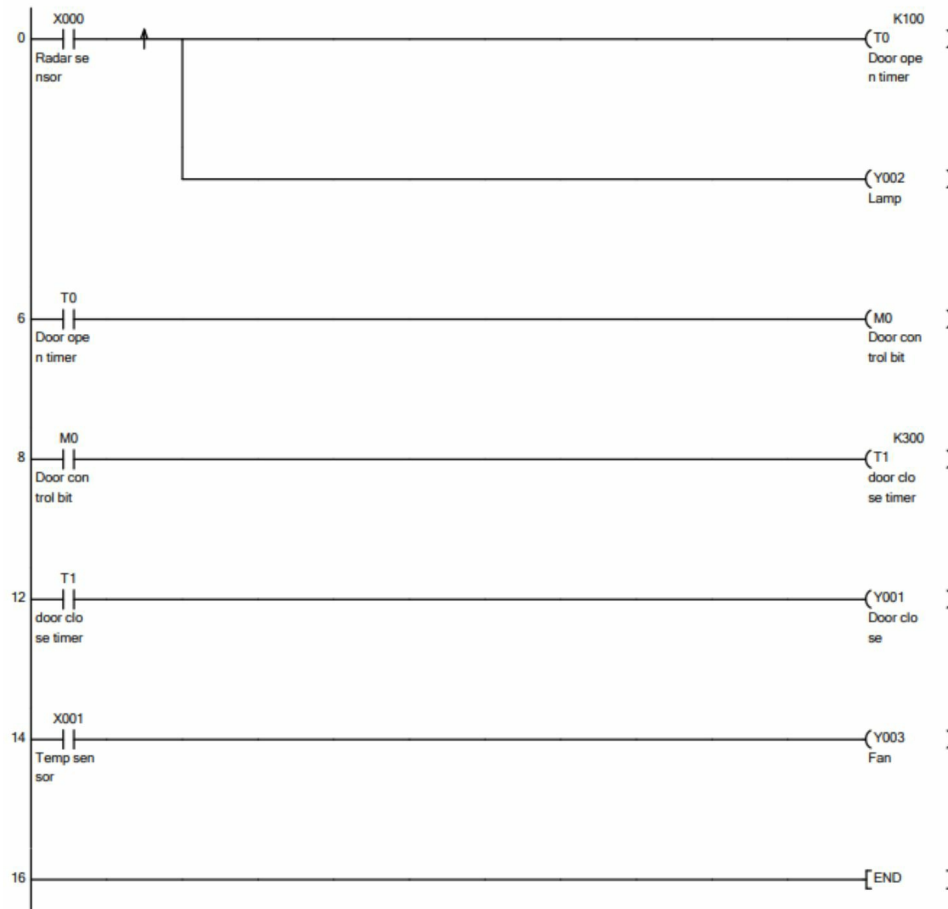 X000
K100
0
T0
Radar se
nsor
Door ope
n timer
Y002
Lamp
T0
6
M0
Door ope
n timer
Door con
trol bit
M0
K300
8
T1
Door con
trol bit
door clo
se timer
T1
12
Y001
door clo
se timer
Door clo
se
X001
14
Y003
Temp sen
sor
Fan
16
END